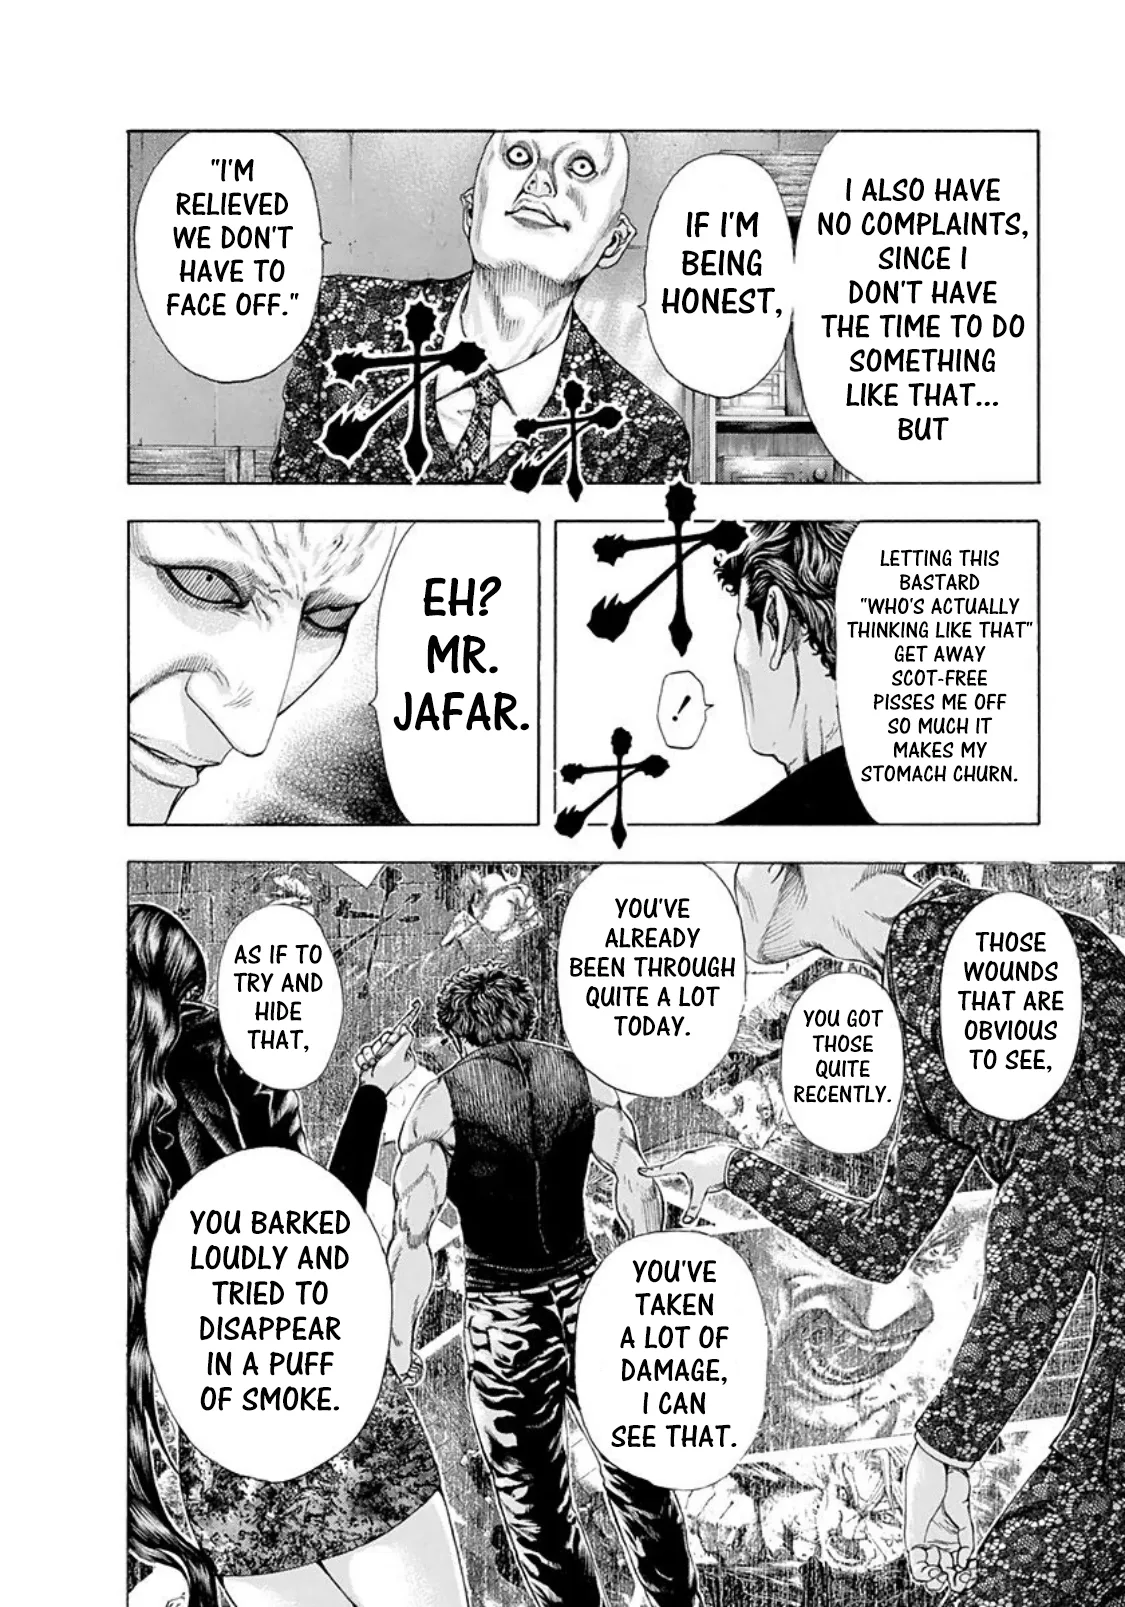 I ALSO HAVE
NO COMPLAINTS,
SINCE I
DON'T HAVE
THE TIME TO DO
SOMETHING
LIKE THAT...
BUT
IF I'M
BEING
HONEST,
"I'M
RELIEVED
WE DON'T
HAVE TO
FACE OFF."
オ
オ
LETTING THIS
BASTARD
"WHO'S ACTUALLY
THINKING LIKE THAT"
GET AWAY
SCOT-FREE
PISSES ME OFF
SO MUCH IT
MAKES MY
STOMACH CHURN.
オ
!
オ
EH?
MR.
JAFAR.
THOSE
WOUNDS
THAT ARE
OBVIOUS
TO SEE,
YOU GOT
THOSE
QUITE
RECENTLY.
YOU'VE
ALREADY
BEEN THROUGH
QUITE A LOT
TODAY.
YOU'VE
TAKEN
A LOT OF
DAMAGE,
I CAN
SEE THAT.
AS IF TO
TRY AND
HIDE
THAT,
YOU BARKED
LOUDLY AND
TRIED TO
DISAPPEAR
IN A PUFF
OF SMOKE.